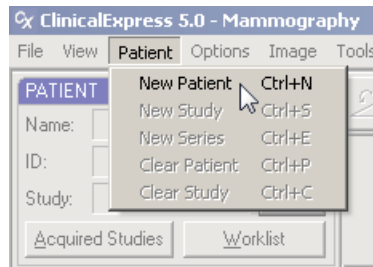 ClinicalExpress 5.0 - Mammography
File View Patient Options Image Tools
PATIENT
New Patient Ctrl+N
New Study Ctrl+S
Name:
New Series Ctrl+E
ID:
Clear Patient Ctrl+P
Study:
Clear Study Ctrl+C
Acquired Studies Worklist